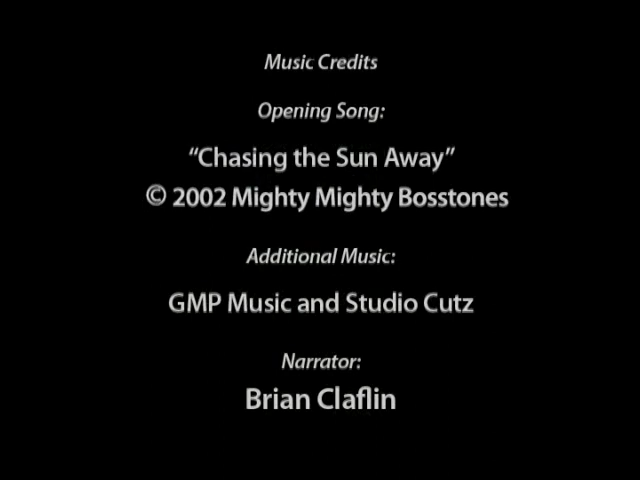 Music Credits
Opening Song:
“Chasing the Sun Away”
© 2002 Mighty Mighty Bosstones
Additional Music:
GMP Music and Studio Cutz
Narrator:
Brian Claflin